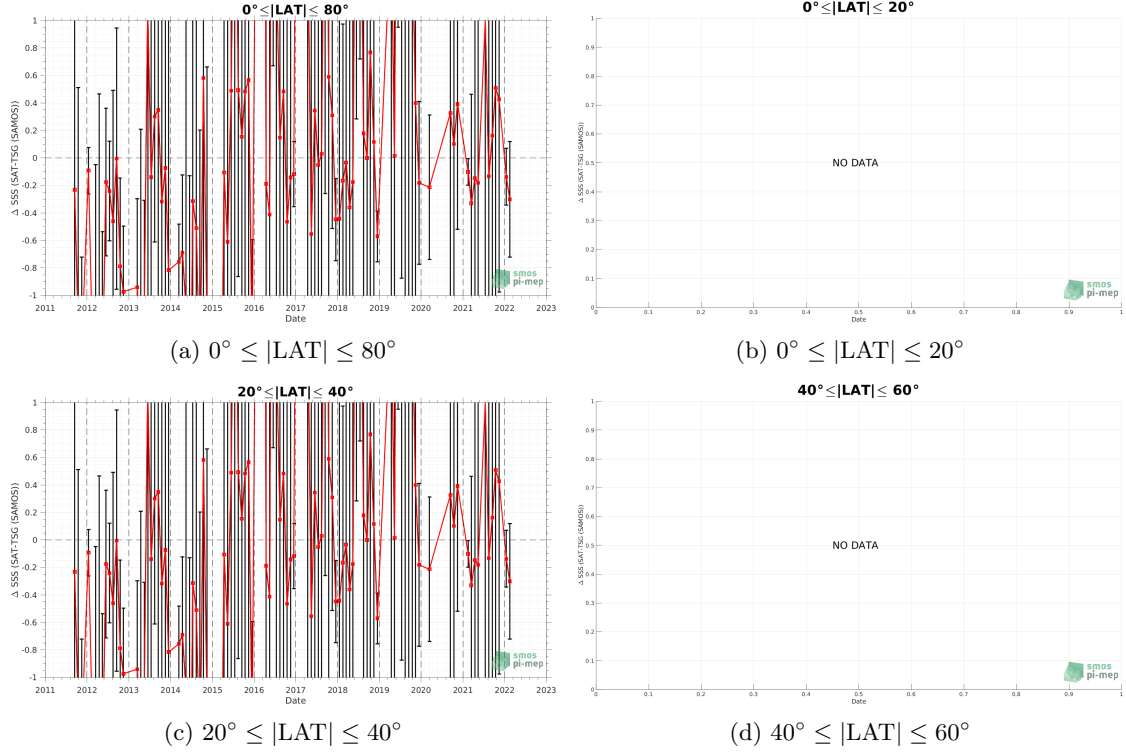 0°≤|LAT|≤ 80°
Δ SSS (SAT-TSG (SAMOS))
1
0.8
0.6
0.4
0.2
0
-0.2
-0.4
-0.6
-0.8
-1
2011 2012 2013 2014 2015 2016 2017 2018 2019 2020 2021 2022 2023
Date
smos
pi-mep
(a) 0° ≤ |LAT| ≤ 80°
0°≤|LAT|≤ 20°
Δ SSS (SAT-TSG (SAMOS))
1
0.9
0.8
0.7
0.6
0.5
0.4
0.3
0.2
0.1
0
NO DATA
0 0.1 0.2 0.3 0.4 0.5 0.6 0.7 0.8 0.9 1
Date
smos
pi-mep
(b) 0° ≤ |LAT| ≤ 20°
20°≤|LAT|≤ 40°
Δ SSS (SAT-TSG (SAMOS))
1
0.8
0.6
0.4
0.2
0
-0.2
-0.4
-0.6
-0.8
-1
2011 2012 2013 2014 2015 2016 2017 2018 2019 2020 2021 2022 2023
Date
smos
pi-mep
(c) 20° ≤ |LAT| ≤ 40°
40°≤|LAT|≤ 60°
Δ SSS (SAT-TSG (SAMOS))
1
0.9
0.8
0.7
0.6
0.5
0.4
0.3
0.2
0.1
0
NO DATA
0 0.1 0.2 0.3 0.4 0.5 0.6 0.7 0.8 0.9 1
Date
smos
pi-mep
(d) 40° ≤ |LAT| ≤ 60°